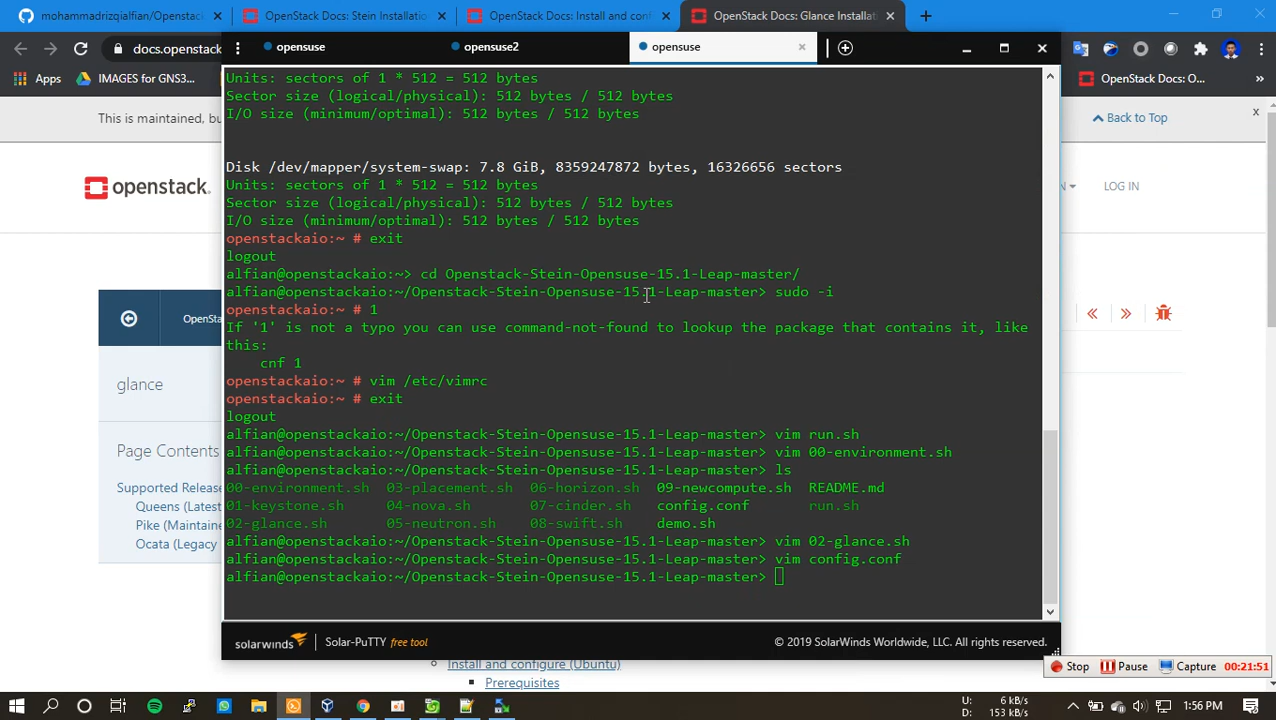 mohammadrizqialfian/Openstack
OpenStack Docs: Stein Installatio
OpenStack Docs: Install and conf
OpenStack Docs: Glance Installati
docs.openstack
Apps
IMAGES for GNS3...
OpenStack Docs: O...
opensuse
opensuse2
opensuse
This is maintained, bu
Back to Top
x
openstack.
LOG IN
OpenSta
glance
Page Contents
Supported Release
Queens (Latest
Pike (Maintaine
Ocata (Legacy
Units: sectors of 1 * 512 = 512 bytes
Sector size (logical/physical): 512 bytes / 512 bytes
I/O size (minimum/optimal): 512 bytes / 512 bytes
Disk /dev/mapper/system-swap: 7.8 GiB, 8359247872 bytes, 16326656 sectors
Units: sectors of 1 * 512 = 512 bytes
Sector size (logical/physical): 512 bytes / 512 bytes
I/O size (minimum/optimal): 512 bytes / 512 bytes
openstackaio:~ # exit
logout
alfian@openstackaio:~> cd Openstack-Stein-Opensuse-15.1-Leap-master/
alfian@openstackaio:~/Openstack-Stein-Opensuse-15.1-Leap-master> sudo -i
openstackaio:~ # 1
If '1' is not a typo you can use command-not-found to lookup the package that contains it, like
this:
cnf 1
openstackaio:~ # vim /etc/vimrc
openstackaio:~ # exit
logout
alfian@openstackaio:~/Openstack-Stein-Opensuse-15.1-Leap-master> vim run.sh
alfian@openstackaio:~/Openstack-Stein-Opensuse-15.1-Leap-master> vim 00-environment.sh
alfian@openstackaio:~/Openstack-Stein-Opensuse-15.1-Leap-master> ls
00-environment.sh 03-placement.sh 06-horizon.sh 09-newcompute.sh README.md
01-keystone.sh 04-nova.sh 07-cinder.sh config.conf run.sh
02-glance.sh 05-neutron.sh 08-swift.sh demo.sh
alfian@openstackaio:~/Openstack-Stein-Opensuse-15.1-Leap-master> vim 02-glance.sh
alfian@openstackaio:~/Openstack-Stein-Opensuse-15.1-Leap-master> vim config.conf
alfian@openstackaio:~/Openstack-Stein-Opensuse-15.1-Leap-master>
solarwinds
Solar-PuTTY free tool
© 2019 SolarWinds Worldwide, LLC. All rights reserved.
Install and configure (Ubuntu)
Prerequisites
Stop
Pause
Capture
00:21:51
U: 6 kB/s
D: 153 kB/s
1:56 PM